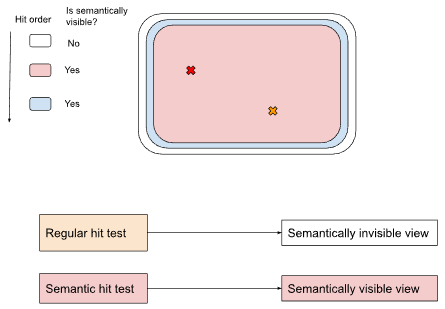 Hit order
Is semantically
visible?
No
Yes
Yes
Regular hit test
Semantically invisible view
Semantic hit test
Semantically visible view